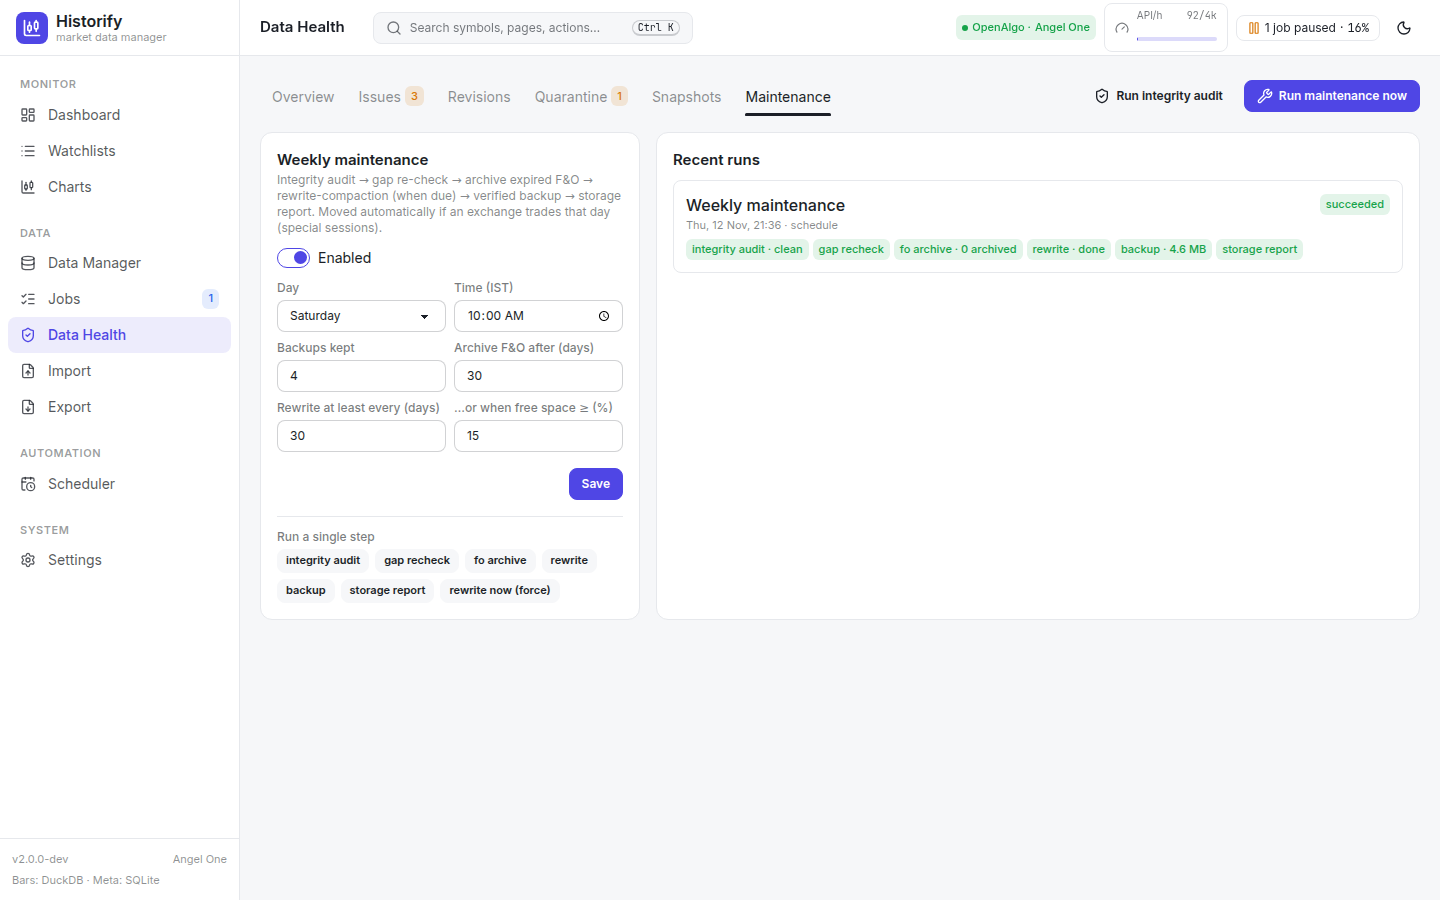 Historify
market data manager
MONITOR
Dashboard
Watchlists
Charts
DATA
Data Manager
Jobs 1
Data Health
Import
Export
AUTOMATION
Scheduler
SYSTEM
Settings
v2.0.0-dev Angel One
Bars: DuckDB · Meta: SQLite
Data Health
Search symbols, pages, actions... Ctrl K
OpenAlgo · Angel One
API/h 92/4k
1 job paused · 16%
Overview Issues 3 Revisions Quarantine 1 Snapshots Maintenance
Run integrity audit
Run maintenance now
Weekly maintenance
Integrity audit → gap re-check → archive expired F&O →
rewrite-compaction (when due) → verified backup → storage
report. Moved automatically if an exchange trades that day
(special sessions).
Enabled
Day Time (IST)
Saturday 10:00 AM
Backups kept Archive F&O after (days)
4 30
Rewrite at least every (days) …or when free space ≥ (%)
30 15
Save
Run a single step
integrity audit gap recheck fo archive rewrite
backup storage report rewrite now (force)
Recent runs
Weekly maintenance succeeded
Thu, 12 Nov, 21:36 · schedule
integrity audit · clean gap recheck fo archive · 0 archived rewrite · done backup · 4.6 MB storage report